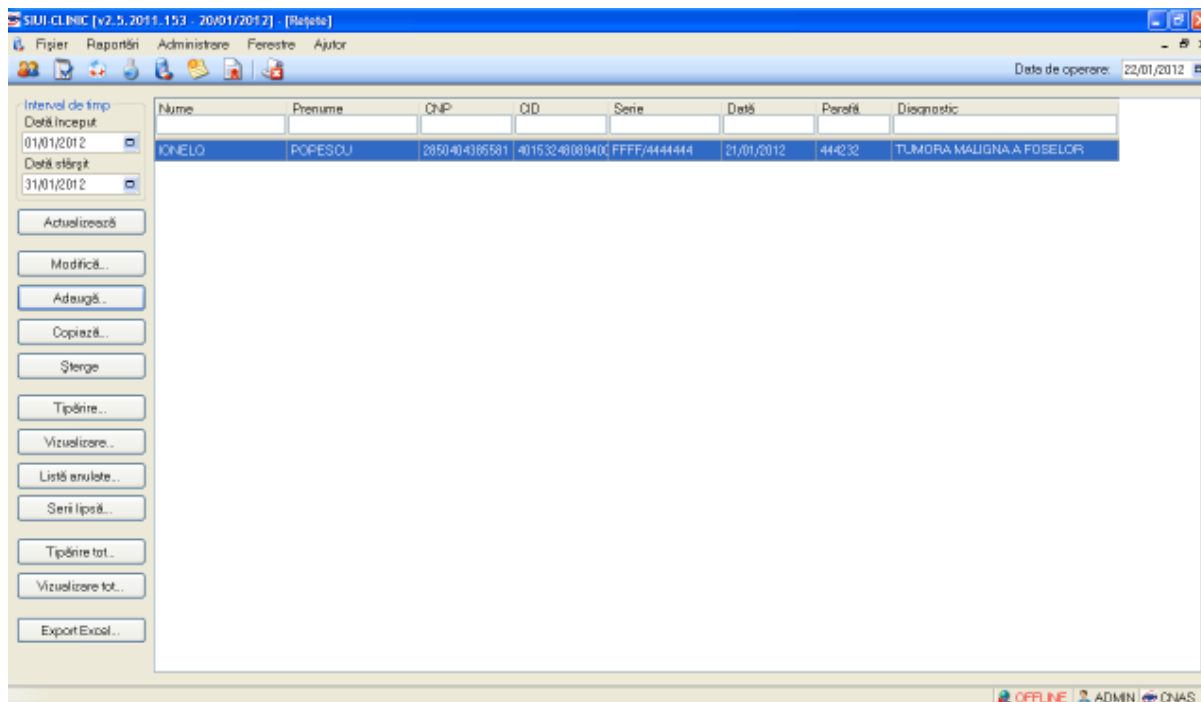 SIUI-CLINIC [v2.5.2011.153 - 20/01/2012] - [Rețete]
Fișier Raportări Administrare Ferestre Ajutor
Data de operare: 22/01/2012
Interval de timp
Dată început
01/01/2012
Dată sfârșit
31/01/2012
Actualizează
Modifică...
Adaugă...
Copiază...
Șterge
Tipărire...
Vizualizare...
Listă anulate...
Serii lipsă...
Tipărire tot...
Vizualizare tot...
Export Excel...
Nume Prenume CNP CID Serie Dată Parafă Diagnostic
IONELO POPESCU 2850404385581 40153248089400 FFFF/4444444 21/01/2012 444232 TUMORA MALIGNA A FOSELOR
OFFLINE ADMIN CNAS